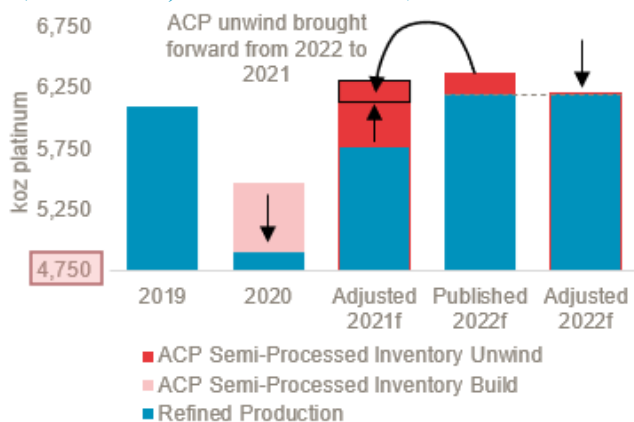 6,750
6,250
5,750
5,250
4,750
koz platinum
ACP unwind brought
forward from 2022 to
2021
2019
2020
Adjusted
2021f
Published
2022f
Adjusted
2022f
ACP Semi-Processed Inventory Unwind
ACP Semi-Processed Inventory Build
Refined Production